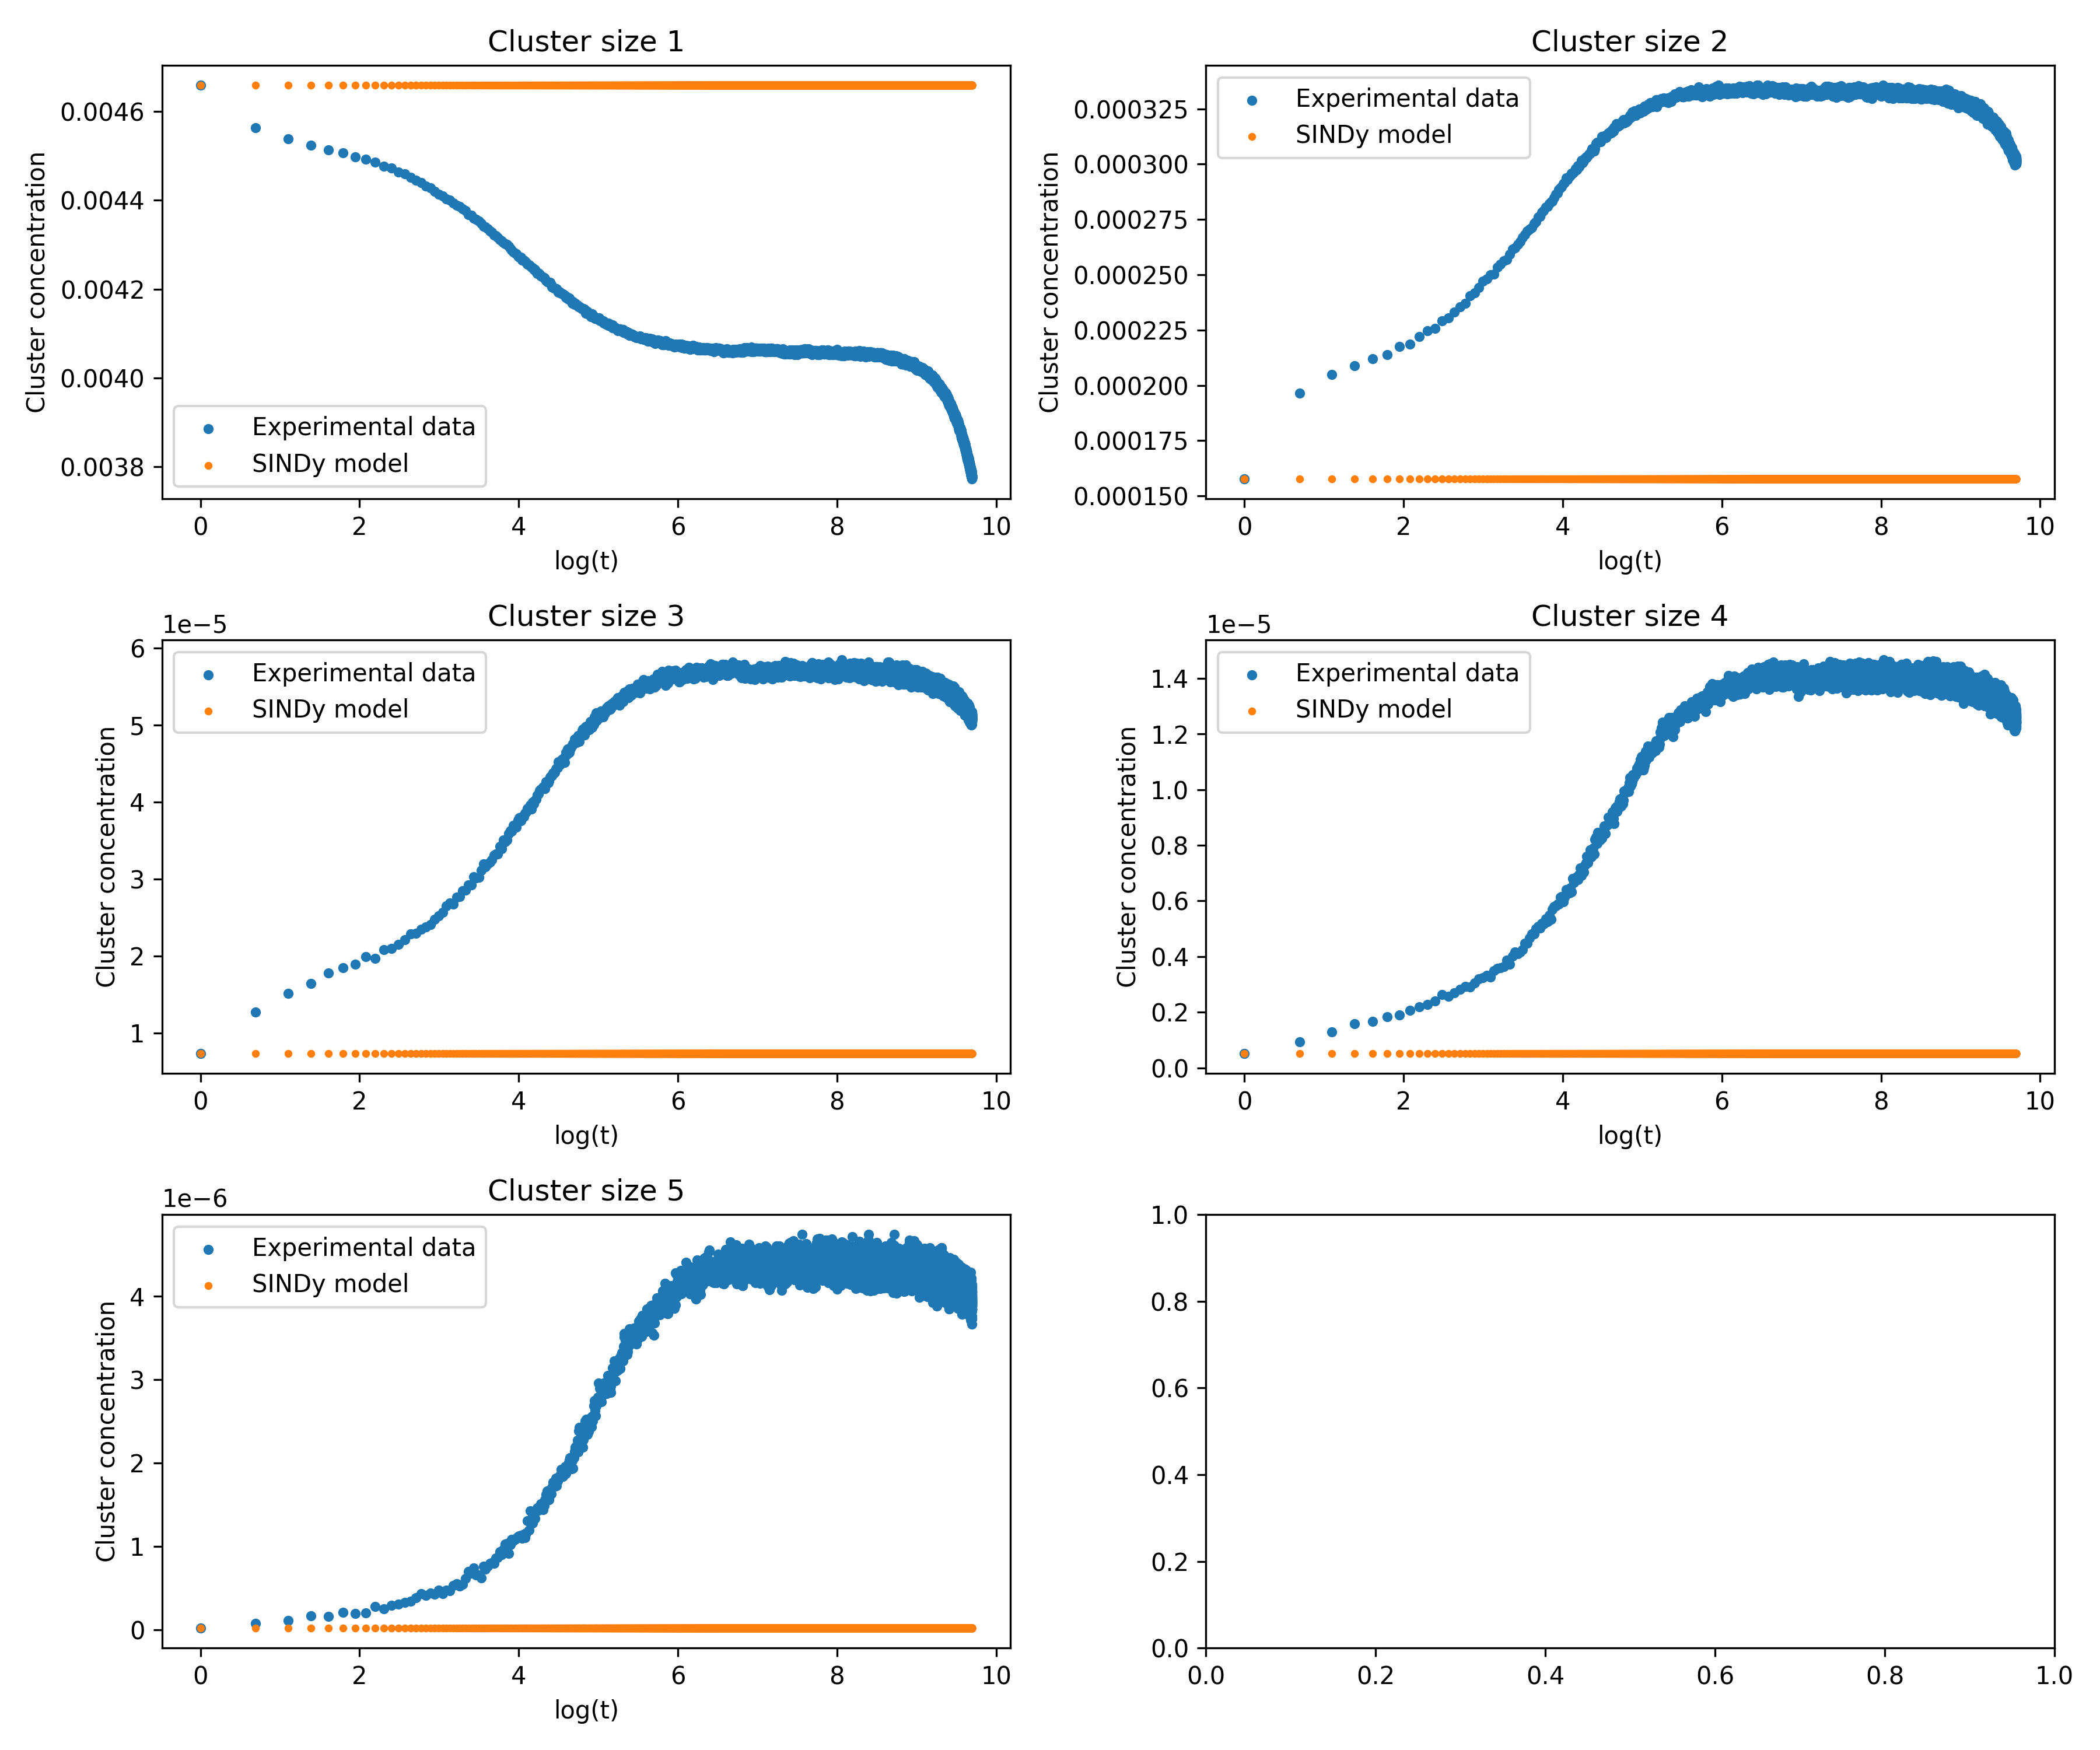 Cluster size 1
Cluster concentration
0.0046
0.0044
0.0042
0.0040
0.0038
Experimental data
SINDy model
0 2 4 6 8 10
log(t)
Cluster size 2
Cluster concentration
0.000325
0.000300
0.000275
0.000250
0.000225
0.000200
0.000175
0.000150
Experimental data
SINDy model
0 2 4 6 8 10
log(t)
Cluster size 3
1e−5
Cluster concentration
6
5
4
3
2
1
Experimental data
SINDy model
0 2 4 6 8 10
log(t)
Cluster size 4
1e−5
Cluster concentration
1.4
1.2
1.0
0.8
0.6
0.4
0.2
0.0
Experimental data
SINDy model
0 2 4 6 8 10
log(t)
Cluster size 5
1e−6
Cluster concentration
4
3
2
1
0
Experimental data
SINDy model
0 2 4 6 8 10
log(t)
1.0
0.8
0.6
0.4
0.2
0.0
0.0 0.2 0.4 0.6 0.8 1.0